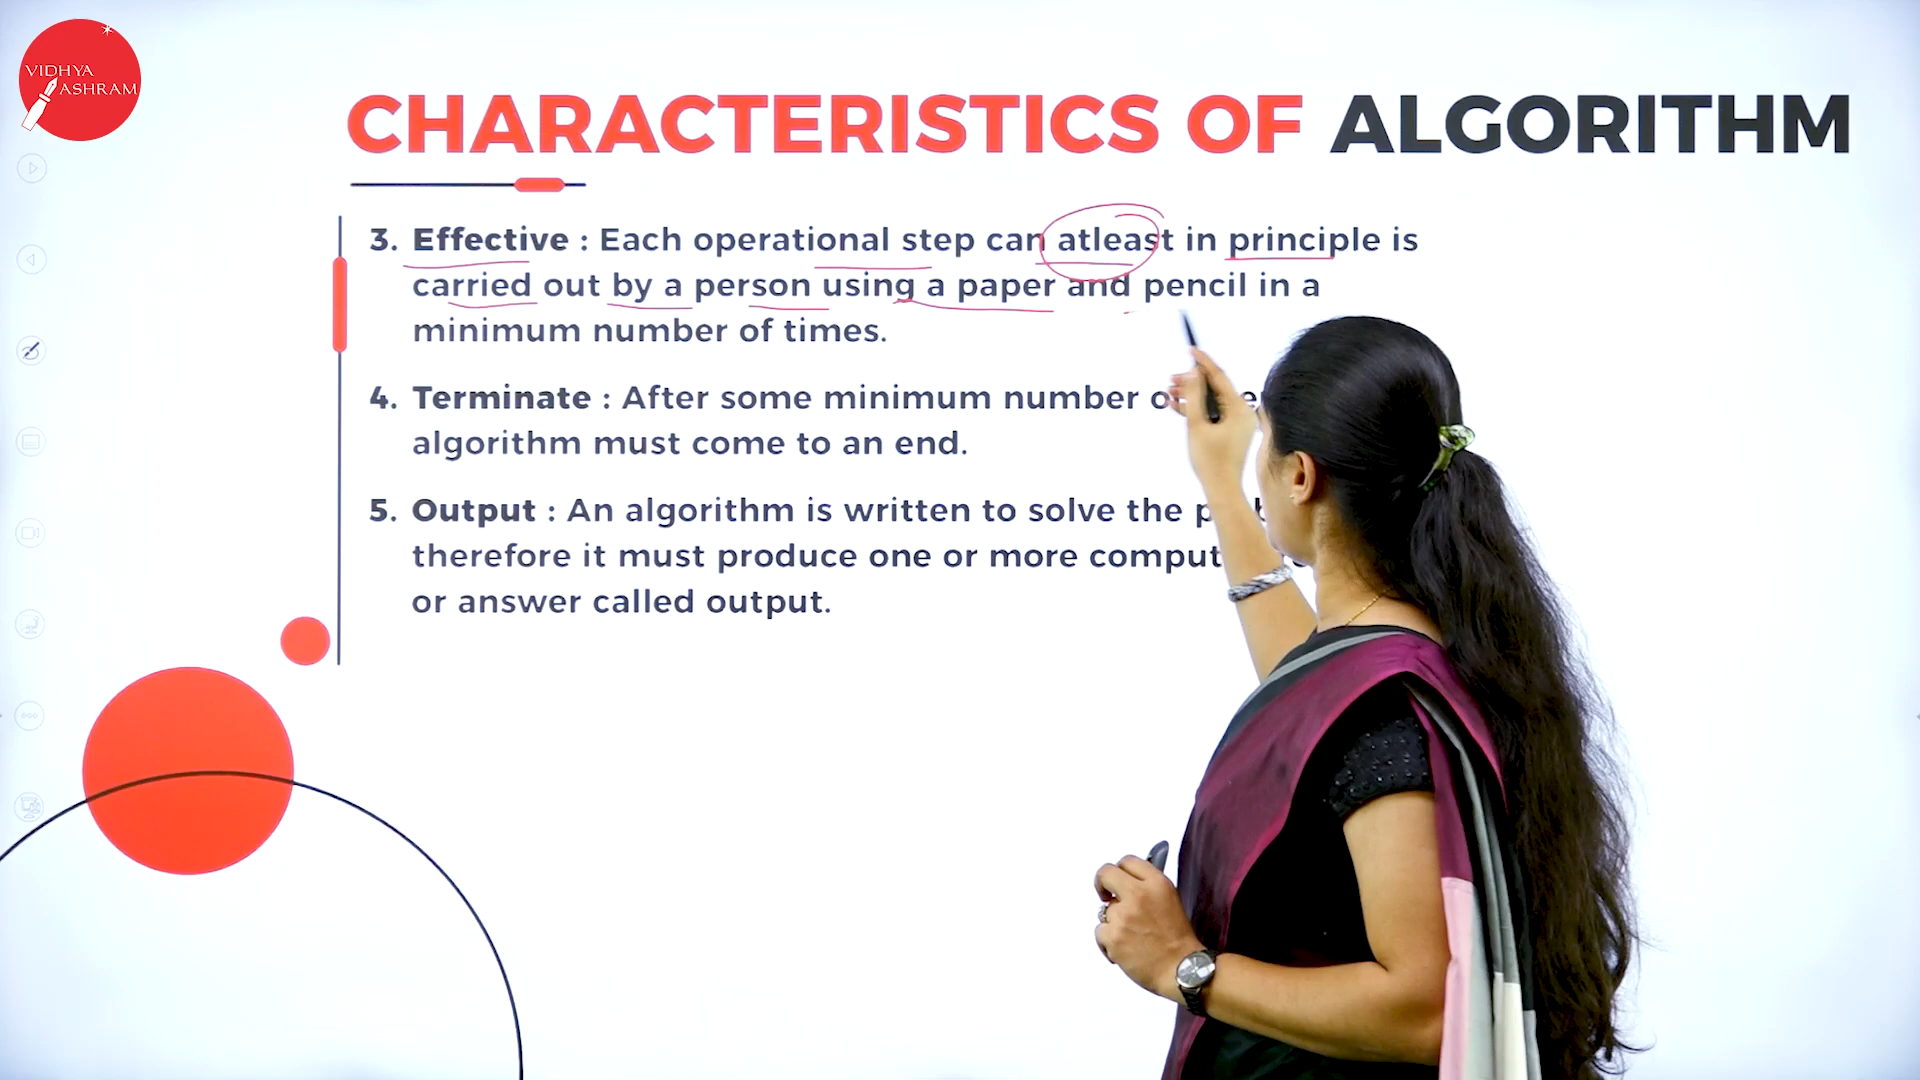 VIDHYA
ASHRAM
CHARACTERISTICS OF ALGORITHM
3. Effective : Each operational step can atleast in principle is
carried out by a person using a paper and pencil in a
minimum number of times.
4. Terminate : After some minimum number
algorithm must come to an end.
5. Output : An algorithm is written to solve the
therefore it must produce one or more
or answer called output.